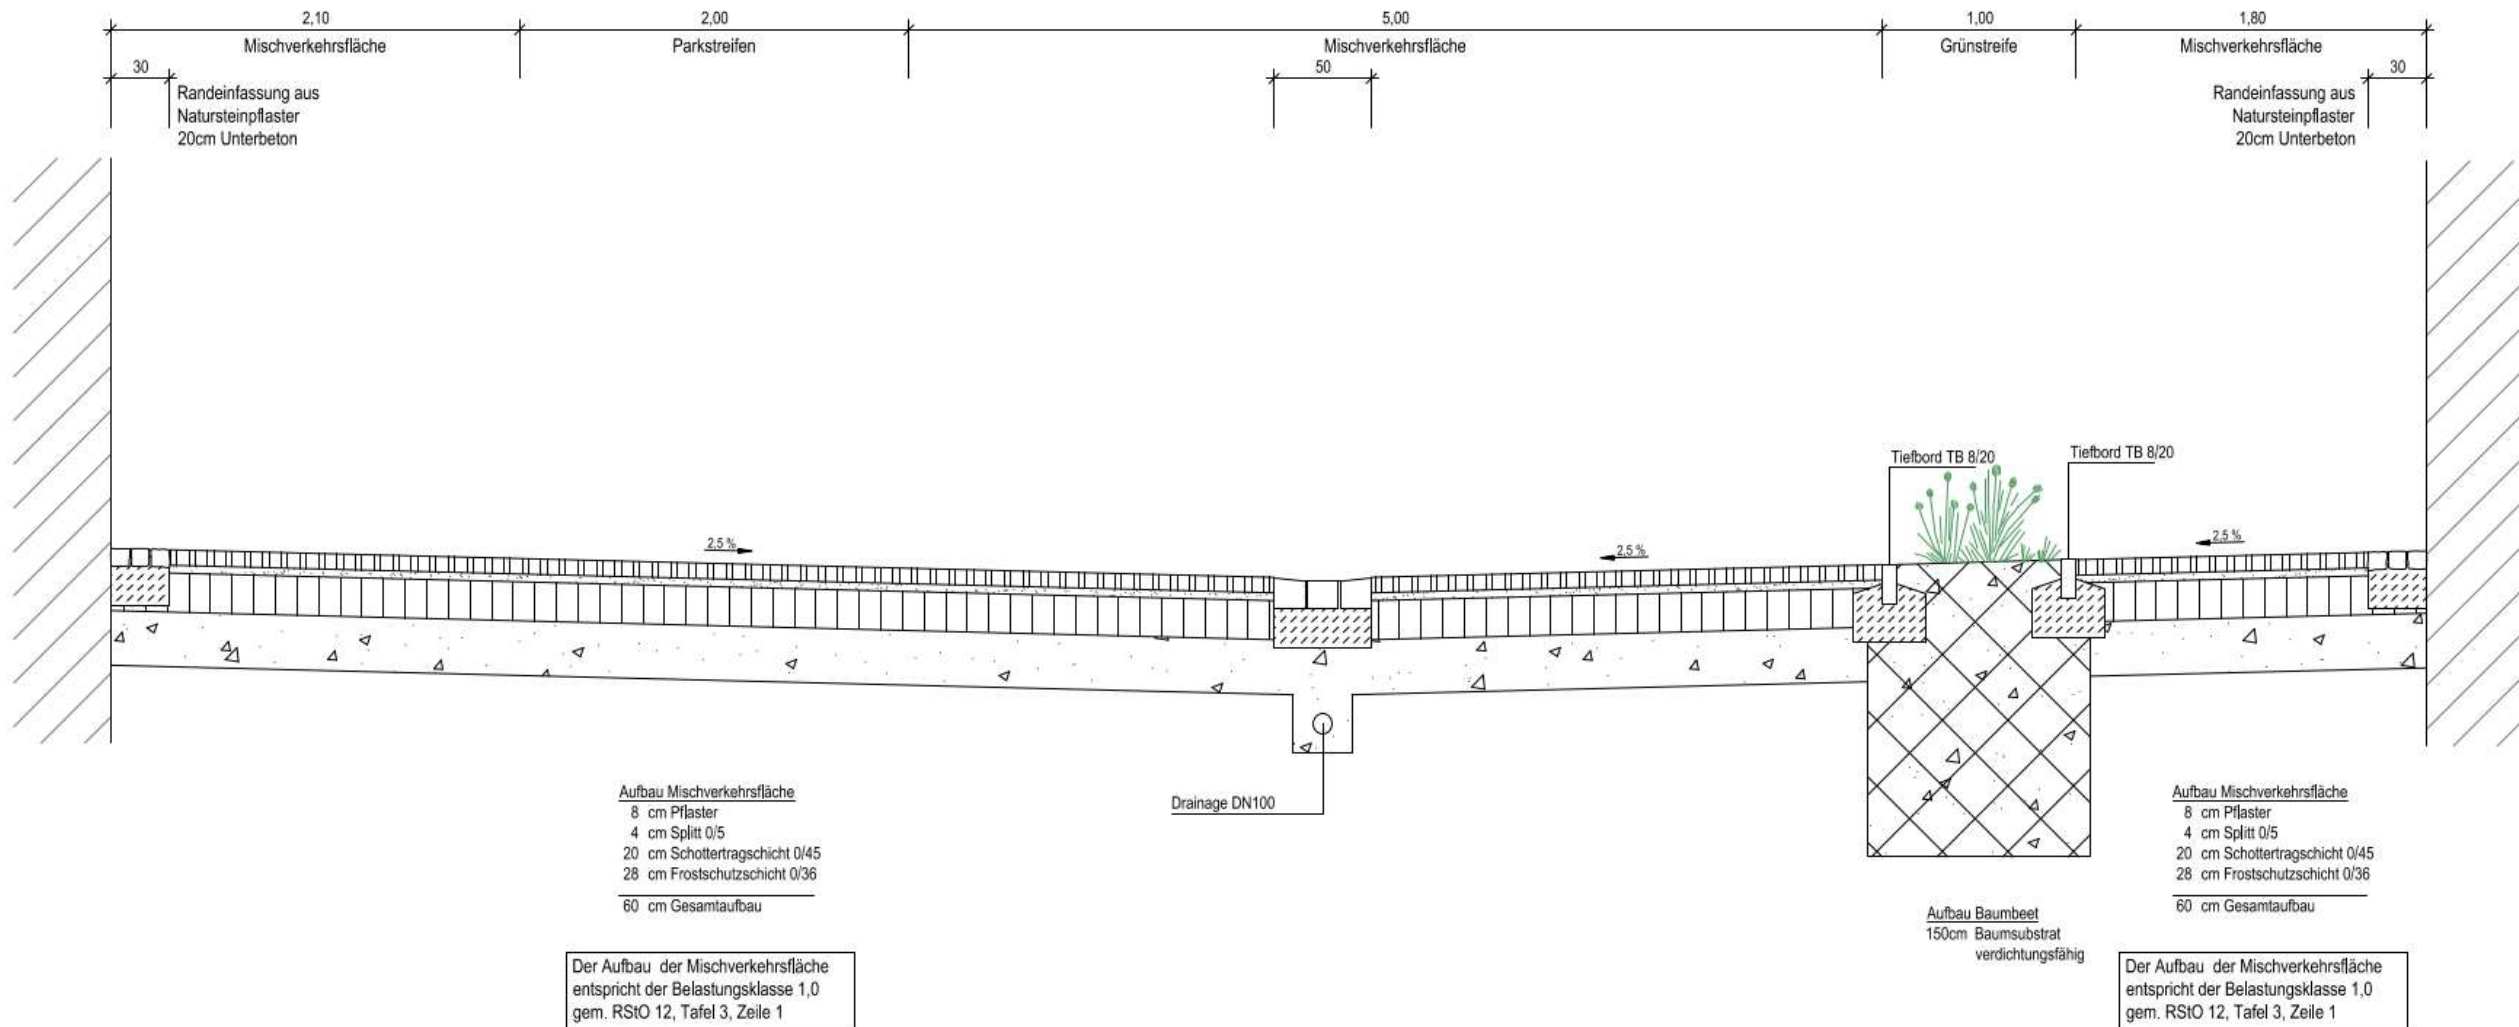 2,10
2,00
5,00
1,00
1,80
Mischverkehrsfläche
Parkstreifen
Mischverkehrsfläche
Grünstreife
Mischverkehrsfläche
30
50
30
Randeinfassung aus
Natursteinpflaster
20cm Unterbeton
Randeinfassung aus
Natursteinpflaster
20cm Unterbeton
Tiefbord TB 8/20
Tiefbord TB 8/20
2,5 %
2,5 %
2,5 %
Drainage DN100
Aufbau Mischverkehrsfläche
8 cm Pflaster
4 cm Splitt 0/5
20 cm Schottertragschicht 0/45
28 cm Frostschutzschicht 0/36
60 cm Gesamtaufbau
Der Aufbau der Mischverkehrsfläche
entspricht der Belastungsklasse 1,0
gem. RStO 12, Tafel 3, Zeile 1
Aufbau Baumbeet
150cm Baumsubstrat
verdichtungsfähig
Aufbau Mischverkehrsfläche
8 cm Pflaster
4 cm Splitt 0/5
20 cm Schottertragschicht 0/45
28 cm Frostschutzschicht 0/36
60 cm Gesamtaufbau
Der Aufbau der Mischverkehrsfläche
entspricht der Belastungsklasse 1,0
gem. RStO 12, Tafel 3, Zeile 1